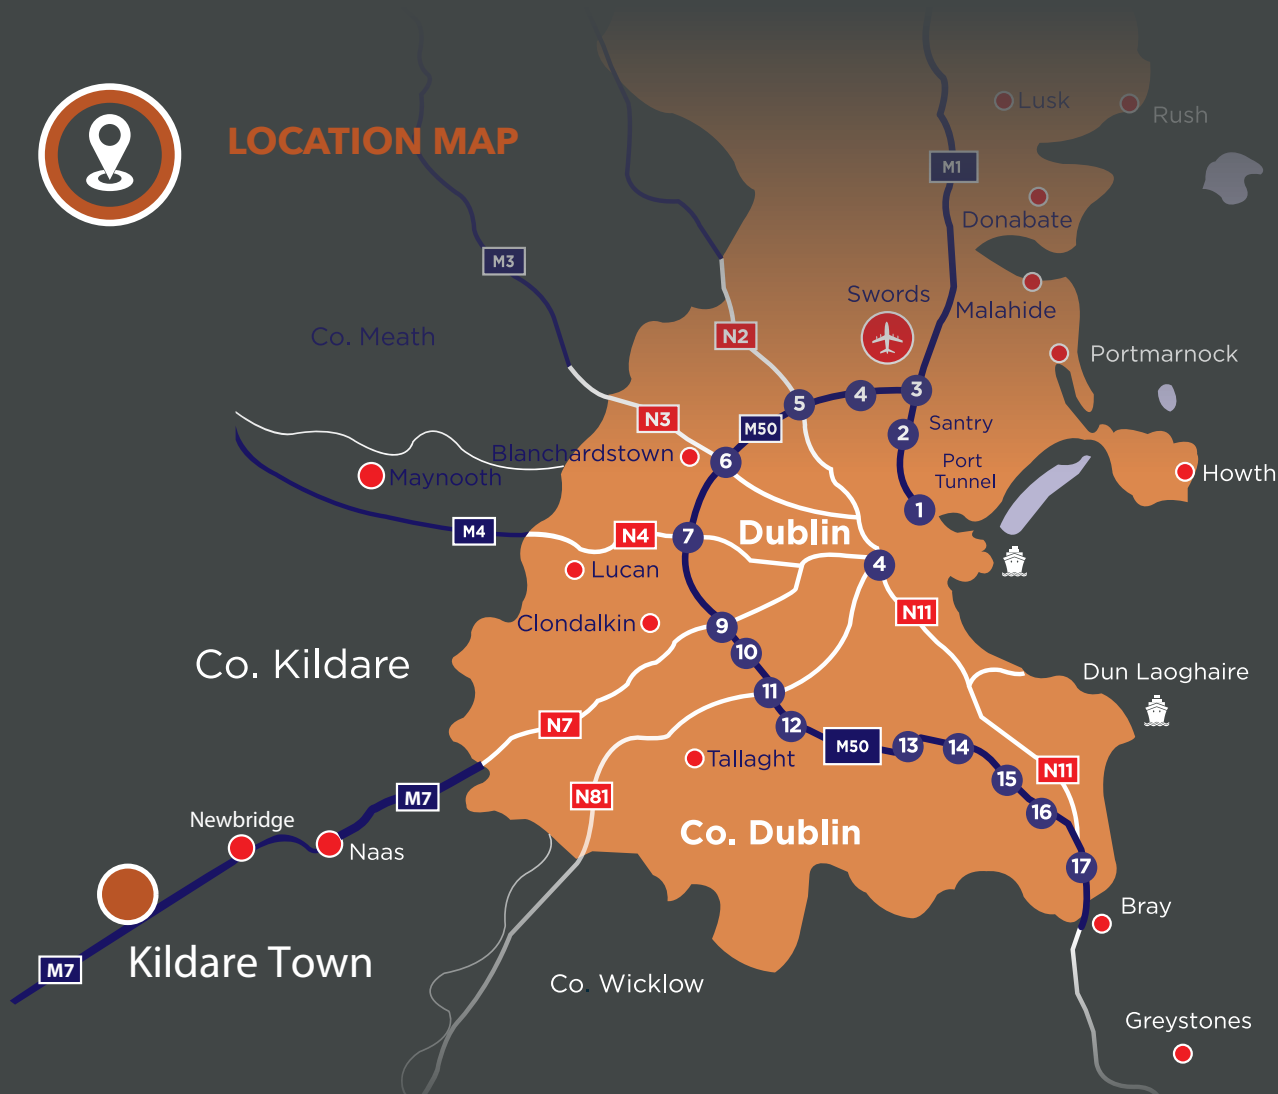 Lusk
Rush
LOCATION MAP
M1
Donabate
M3
Swords
Malahide
Co. Meath
N2
Portmarnock
3
4
5
N3
M50
2
Santry
Blanchardstown
6
Port
Tunnel
Howth
Maynooth
1
M4
N4
7
Dublin
4
Lucan
N11
Clondalkin
9
10
Co. Kildare
Dun Laoghaire
11
N7
12
M50
13
14
Tallaght
15
N11
M7
N81
16
Newbridge
Co. Dublin
Naas
17
Bray
Kildare Town
M7
Co. Wicklow
Greystones